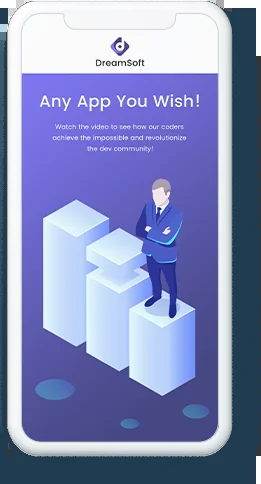 DreamSoft
Any App You Wish!
Watch the video to see how our coders
achieve the impossible and revolutionize
the dev community!